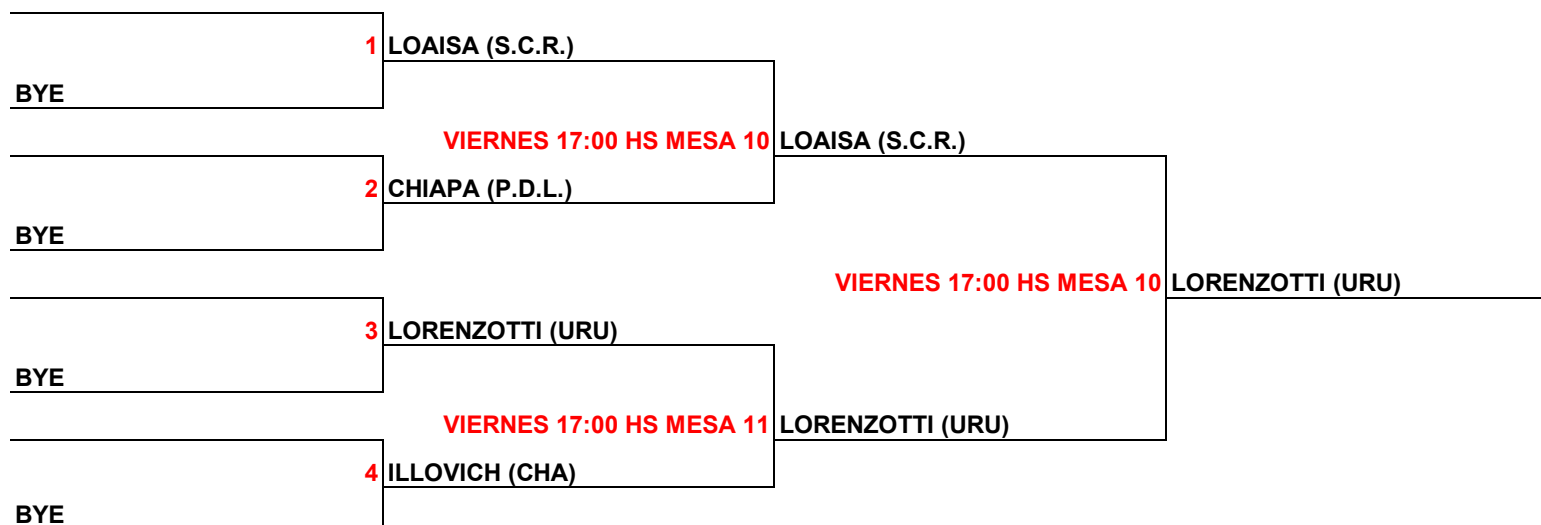 1 LOAISA (S.C.R.)
BYE
VIERNES 17:00 HS MESA 10 LOAISA (S.C.R.)
2 CHIAPA (P.D.L.)
BYE
VIERNES 17:00 HS MESA 10 LORENZOTTI (URU)
3 LORENZOTTI (URU)
BYE
VIERNES 17:00 HS MESA 11 LORENZOTTI (URU)
4 ILLOVICH (CHA)
BYE